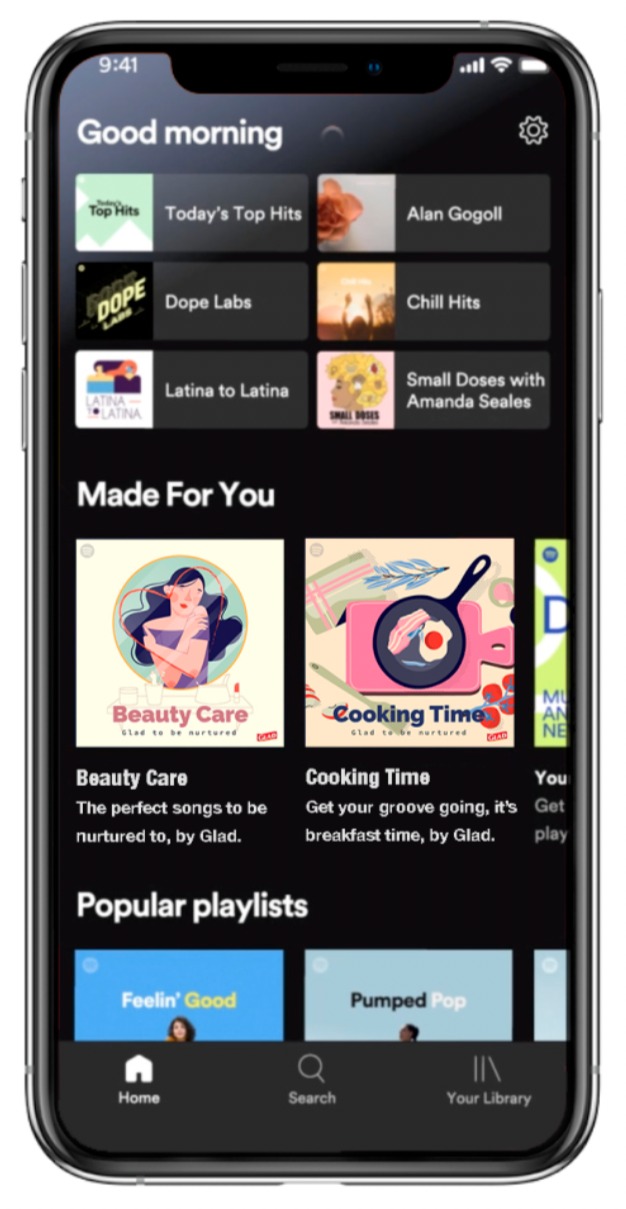 9:41
Good morning
Today's
Top Hits
Today's Top Hits
Alan Gogoll
DOPE
LABS
Dope Labs
Chill Hits
Chill Hits
LATINA
TO LATINA
Latina to Latina
SMALL DOSES
Small Doses with
Amanda Seales
Made For You
Beauty Care
Glad to be nurtured
GLAD
Cooking Time
Glad to be nurtured
GLAD
D
MU
AN
NE
Beauty Care
The perfect songs to be
nurtured to, by Glad.
Cooking Time
Get your groove going, it's
breakfast time, by Glad.
You
Get
play
Popular playlists
Feelin' Good
Pumped Pop
Home
Search
Your Library